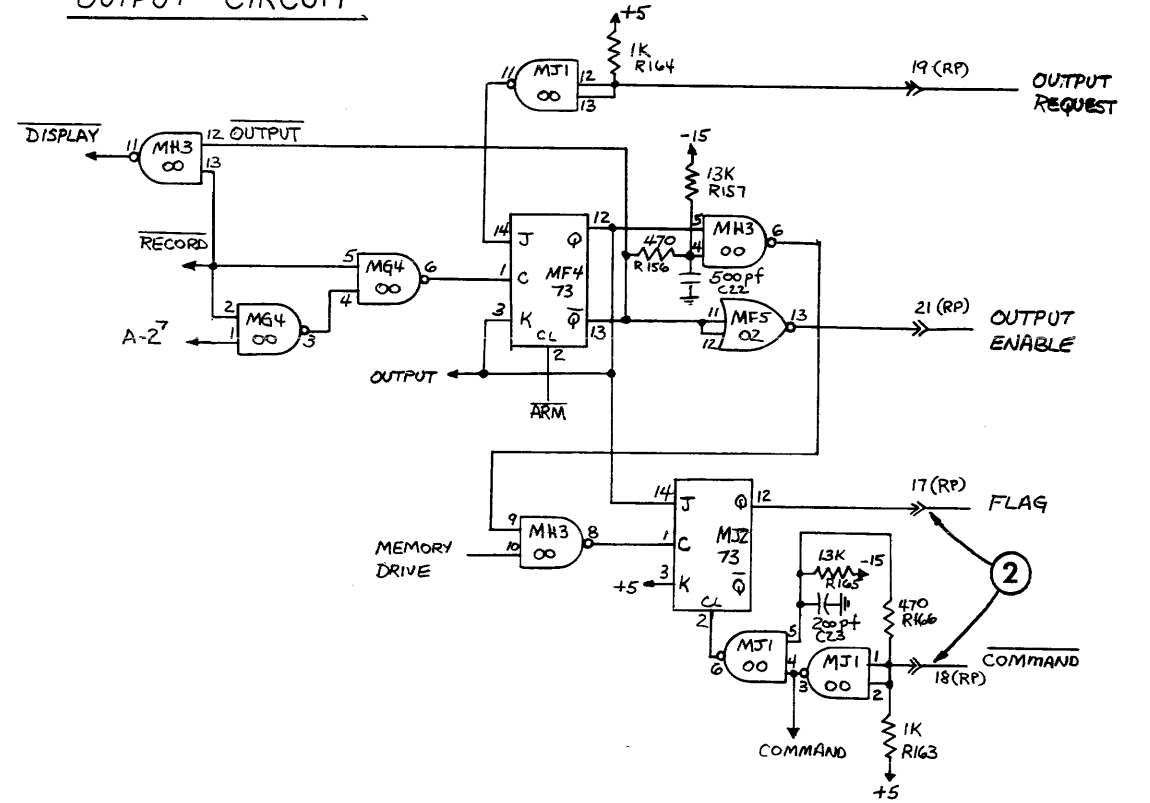 OUTPUT CIRCUIT
+5
1K
R164
11
MJ1
00
12
13
19 (RP)
OUTPUT
REQUEST
DISPLAY
11
MH3
00
12
OUTPUT
13
-15
13K
R157
RECORD
5
4
MG4
00
6
14
J
Q
12
1
C
MF4
73
3
K
Q
13
CL
2
470
R156
5
4
MH3
00
6
500pf
C22
2
1
MG4
00
3
A-2⁷
11
12
MF5
02
13
21 (RP)
OUTPUT
ENABLE
OUTPUT
ARM
14
J
Q
12
17 (RP)
FLAG
9
10
MH3
00
8
1
C
MJ2
73
MEMORY
DRIVE
+5
3
K
Q
CL
2
13K
R165
-15
200pf
C23
470
R166
2
6
MJ1
00
5
4
3
MJ1
00
1
2
18 (RP)
COMMAND
COMMAND
1K
R163
+5